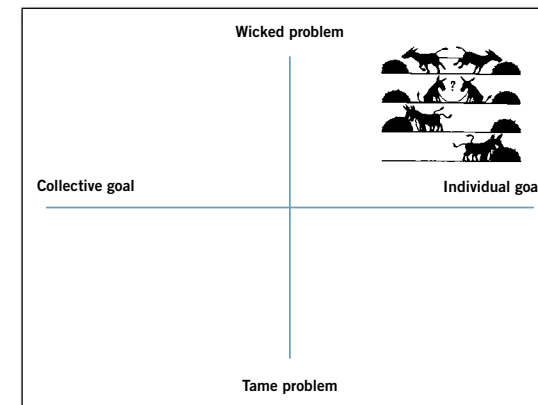 Wicked problem
?
Collective goal
Individual goa
Tame problem